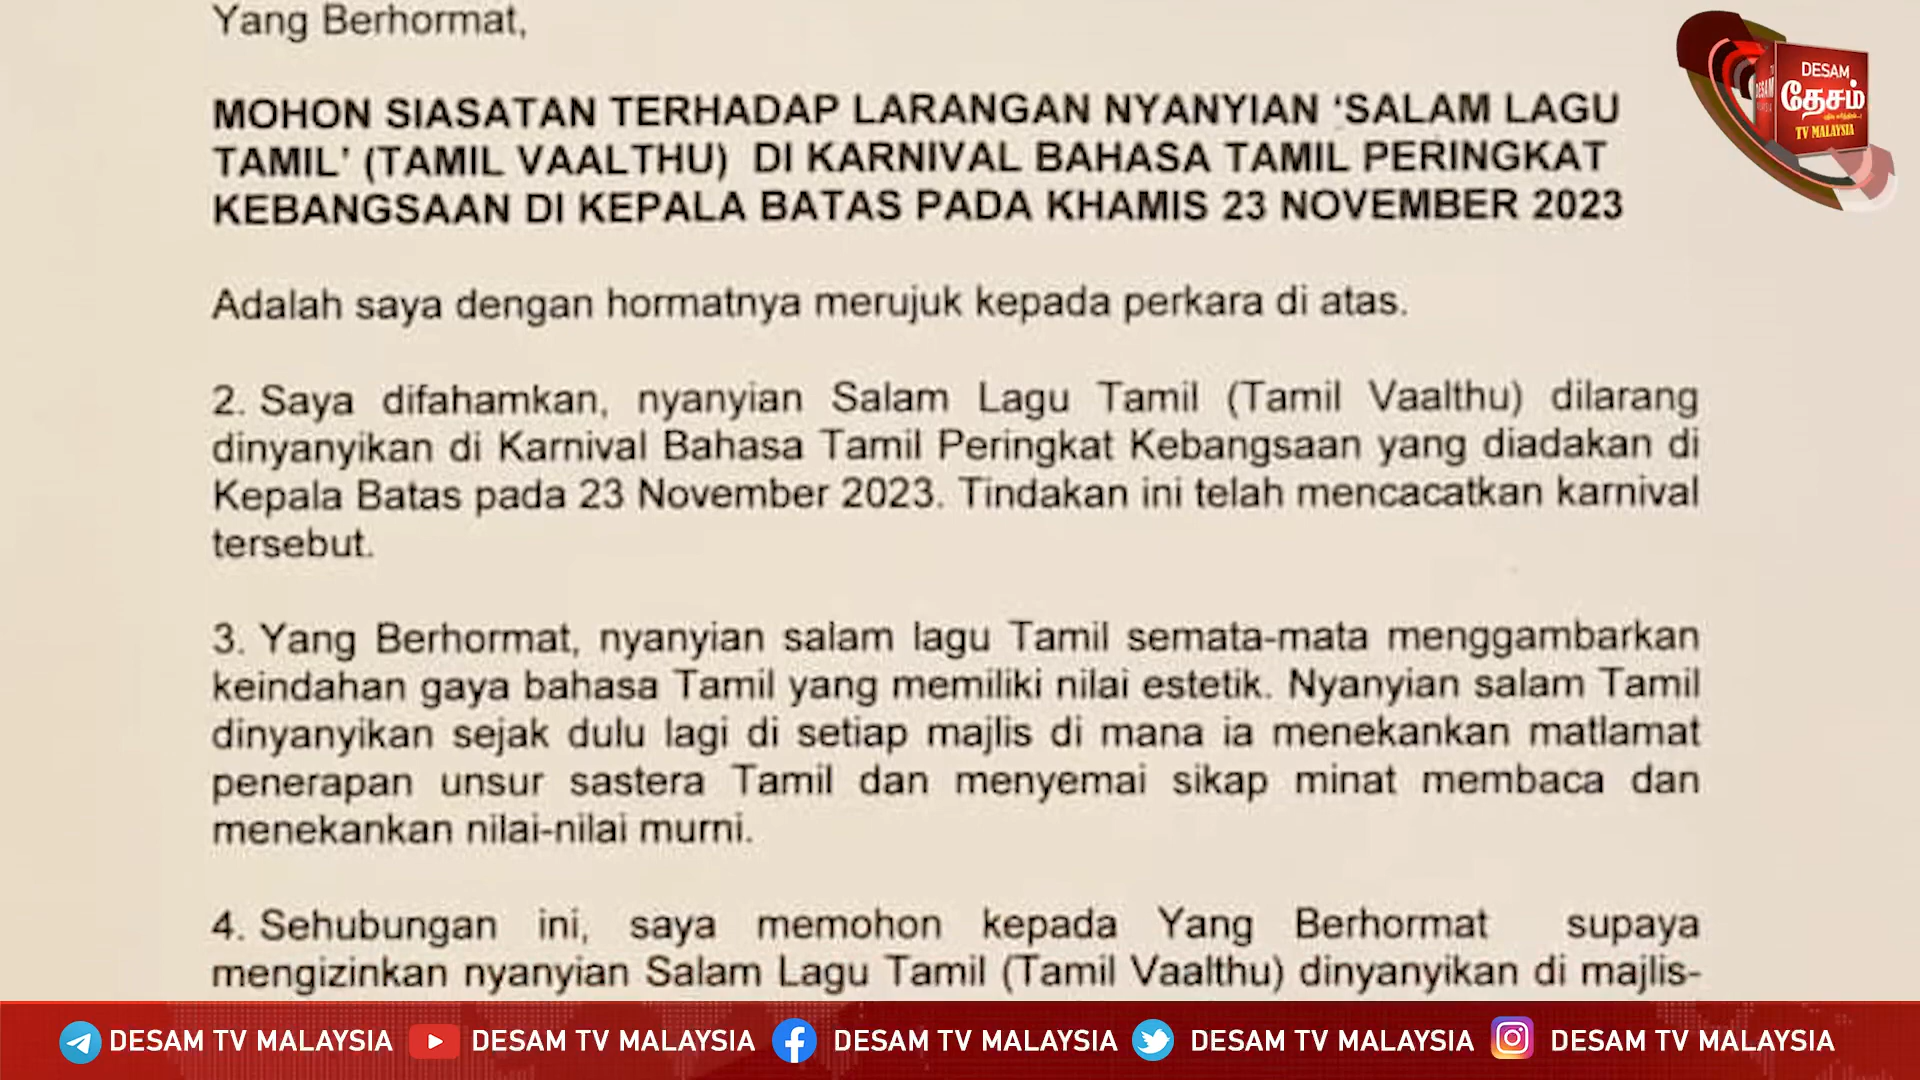 Yang Berhormat,
MOHON SIASATAN TERHADAP LARANGAN NYANYIAN ‘SALAM LAGU
TAMIL’ (TAMIL VAALTHU) DI KARNIVAL BAHASA TAMIL PERINGKAT
KEBANGSAAN DI KEPALA BATAS PADA KHAMIS 23 NOVEMBER 2023
Adalah saya dengan hormatnya merujuk kepada perkara di atas.
2. Saya difahamkan, nyanyian Salam Lagu Tamil (Tamil Vaalthu) dilarang
dinyanyikan di Karnival Bahasa Tamil Peringkat Kebangsaan yang diadakan di
Kepala Batas pada 23 November 2023. Tindakan ini telah mencacatkan karnival
tersebut.
3. Yang Berhormat, nyanyian salam lagu Tamil semata-mata menggambarkan
keindahan gaya bahasa Tamil yang memiliki nilai estetik. Nyanyian salam Tamil
dinyanyikan sejak dulu lagi di setiap majlis di mana ia menekankan matlamat
penerapan unsur sastera Tamil dan menyemai sikap minat membaca dan
menekankan nilai-nilai murni.
4. Sehubungan ini, saya memohon kepada Yang Berhormat supaya
mengizinkan nyanyian Salam Lagu Tamil (Tamil Vaalthu) dinyanyikan di majlis-
DESAM
தேசம்
TV MALAYSIA
DESAM TV MALAYSIA DESAM TV MALAYSIA DESAM TV MALAYSIA DESAM TV MALAYSIA DESAM TV MALAYSIA